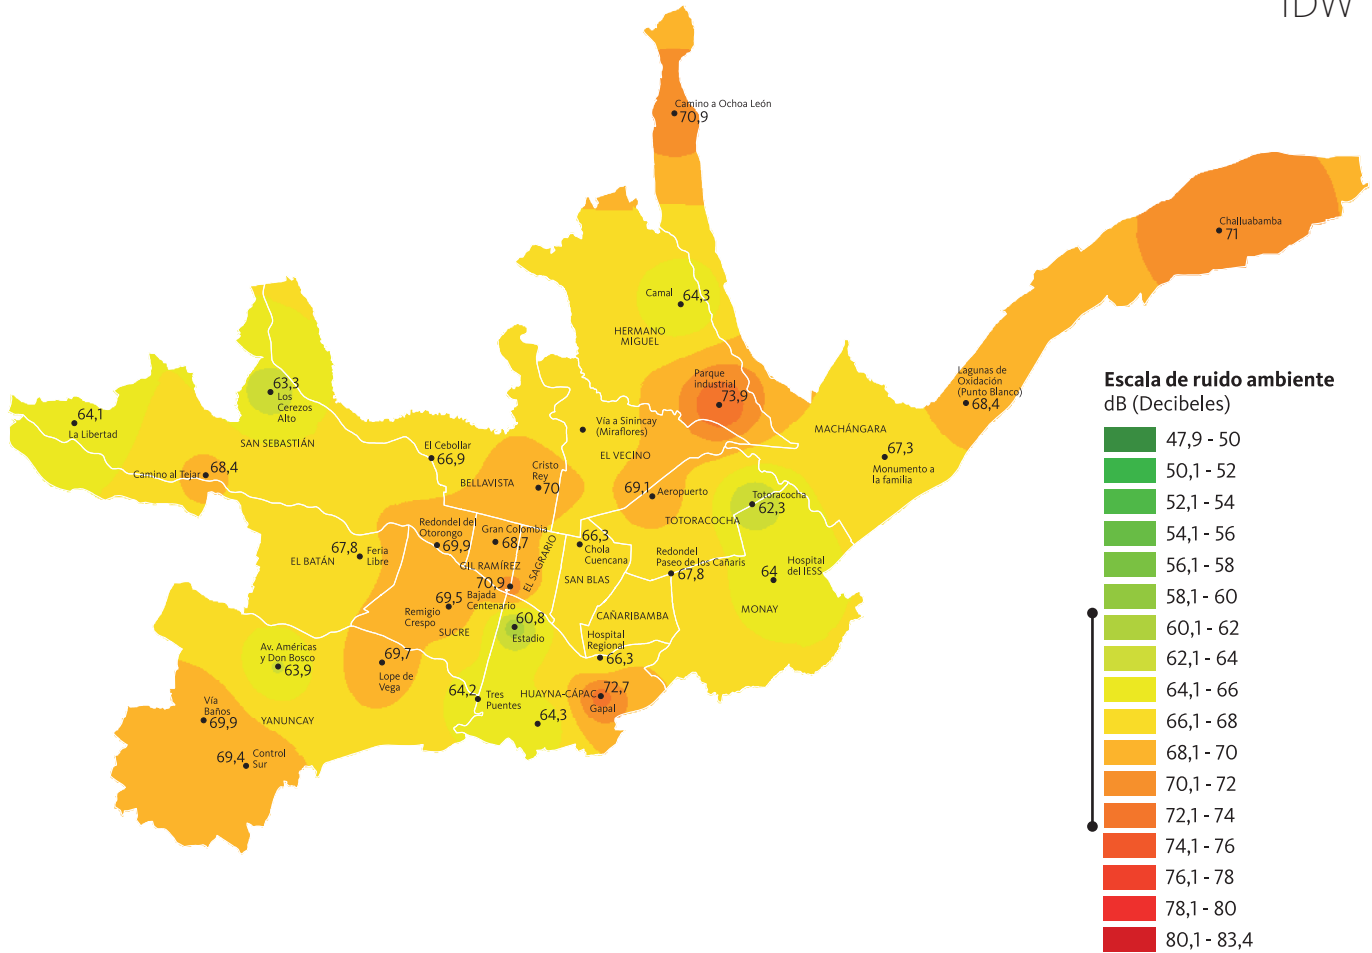 IDW
Camino a Ochoa León
70,9
Challuabamba
71
Camal
64,3
HERMANO
MIGUEL
Parque
industrial
73,9
Lagunas de
Oxidación
(Punto Blanco)
68,4
MACHÁNGARA
67,3
Monumento a
la familia
63,3
Los
Cerezos
Alto
64,1
La Libertad
SAN SEBASTIÁN
Camino al Tejar
68,4
El Cebollar
66,9
BELLAVISTA
Cristo
Rey
70
Vía a Sinincay
(Miraflores)
EL VECINO
69,1
Aeropuerto
Totoracocha
62,3
TOTORACOCHA
Redondel del
Otorongo
69,9
Gran Colombia
68,7
GIL RAMÍREZ
EL SAGRARIO
66,3
Chola
Cuencana
SAN BLAS
Redondel
Paseo de los Cañaris
67,8
Hospital
del IESS
64
MONAY
67,8
Feria
Libre
EL BATÁN
70,9
Bajada
Centenario
69,5
Remigio
Crespo
SUCRE
60,8
Estadio
CAÑARIBAMBA
Hospital
Regional
66,3
Av. Américas
y Don Bosco
63,9
69,7
Lope de
Vega
64,2
Tres
Puentes
HUAYNA-CÁPAC
72,7
Gapal
64,3
Vía
Baños
69,9
YANUNCAY
69,4
Control
Sur
Escala de ruido ambiente
dB (Decibeles)
47,9 - 50
50,1 - 52
52,1 - 54
54,1 - 56
56,1 - 58
58,1 - 60
60,1 - 62
62,1 - 64
64,1 - 66
66,1 - 68
68,1 - 70
70,1 - 72
72,1 - 74
74,1 - 76
76,1 - 78
78,1 - 80
80,1 - 83,4